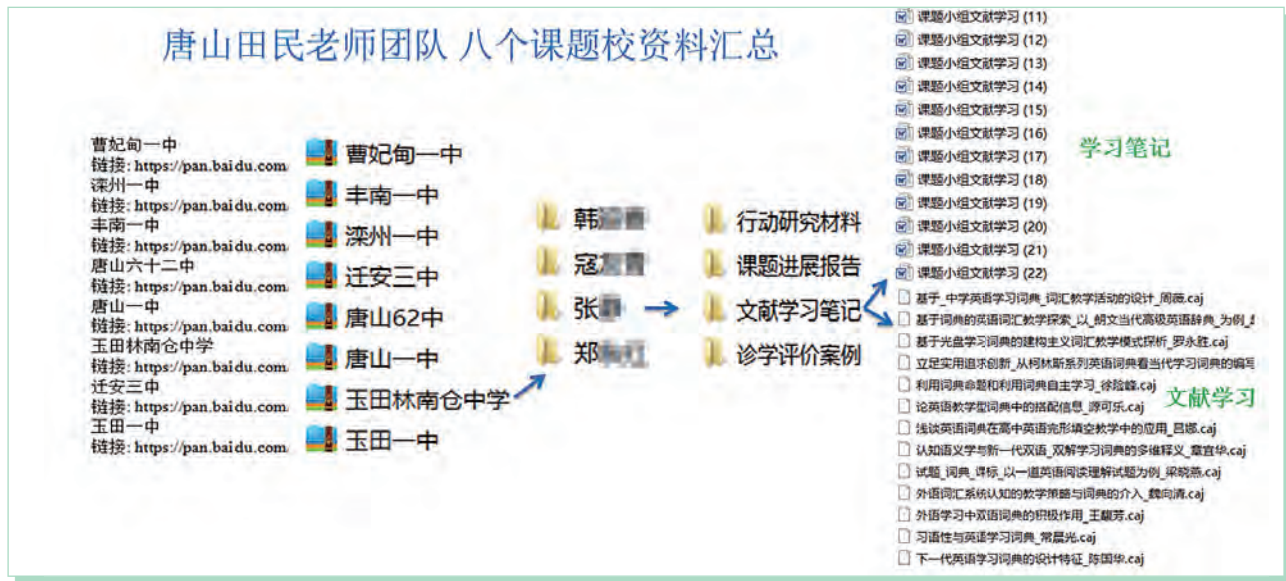 唐山田民老师团队 八个课题校资料汇总
曹妃甸一中
链接: https://pan.baidu.com
滦州一中
链接: https://pan.baidu.com
丰南一中
链接: https://pan.baidu.com
唐山六十二中
链接: https://pan.baidu.com
唐山一中
链接: https://pan.baidu.com
玉田林南仓中学
链接: https://pan.baidu.com
迁安三中
链接: https://pan.baidu.com
玉田一中
链接: https://pan.baidu.com
曹妃甸一中
丰南一中
滦州一中
迁安三中
唐山62中
唐山一中
玉田林南仓中学
玉田一中
韩
寇
张
郑
行动研究材料
课题进展报告
文献学习笔记
诊学评价案例
课题小组文献学习 (11)
课题小组文献学习 (12)
课题小组文献学习 (13)
课题小组文献学习 (14)
课题小组文献学习 (15)
课题小组文献学习 (16)
课题小组文献学习 (17)
课题小组文献学习 (18)
课题小组文献学习 (19)
课题小组文献学习 (20)
课题小组文献学习 (21)
课题小组文献学习 (22)
学习笔记
基于_中学英语学习词典_词汇教学活动的设计_周薇.caj
基于词典的英语词汇教学探索_以_朗文当代高级英语辞典_为例_
基于光盘学习词典的建构主义词汇教学模式探析_罗永胜.caj
立足实用追求创新_从柯林斯系列英语词典看当代学习词典的编写
利用词典命题和利用词典自主学习_徐险峰.caj
论英语教学型词典中的搭配信息_源可乐.caj
浅谈英语词典在高中英语完形填空教学中的应用_吕娜.caj
认知语义学与新一代双语_双解学习词典的多维释义_章宜华.caj
试题_词典_课标_以一道英语阅读理解试题为例_梁晓燕.caj
外语词汇系统认知的教学策略与词典的介入_魏向清.caj
外语学习中双语词典的积极作用_王馥芳.caj
习语性与英语学习词典_常晨光.caj
下一代英语学习词典的设计特征_陈国华.caj
文献学习